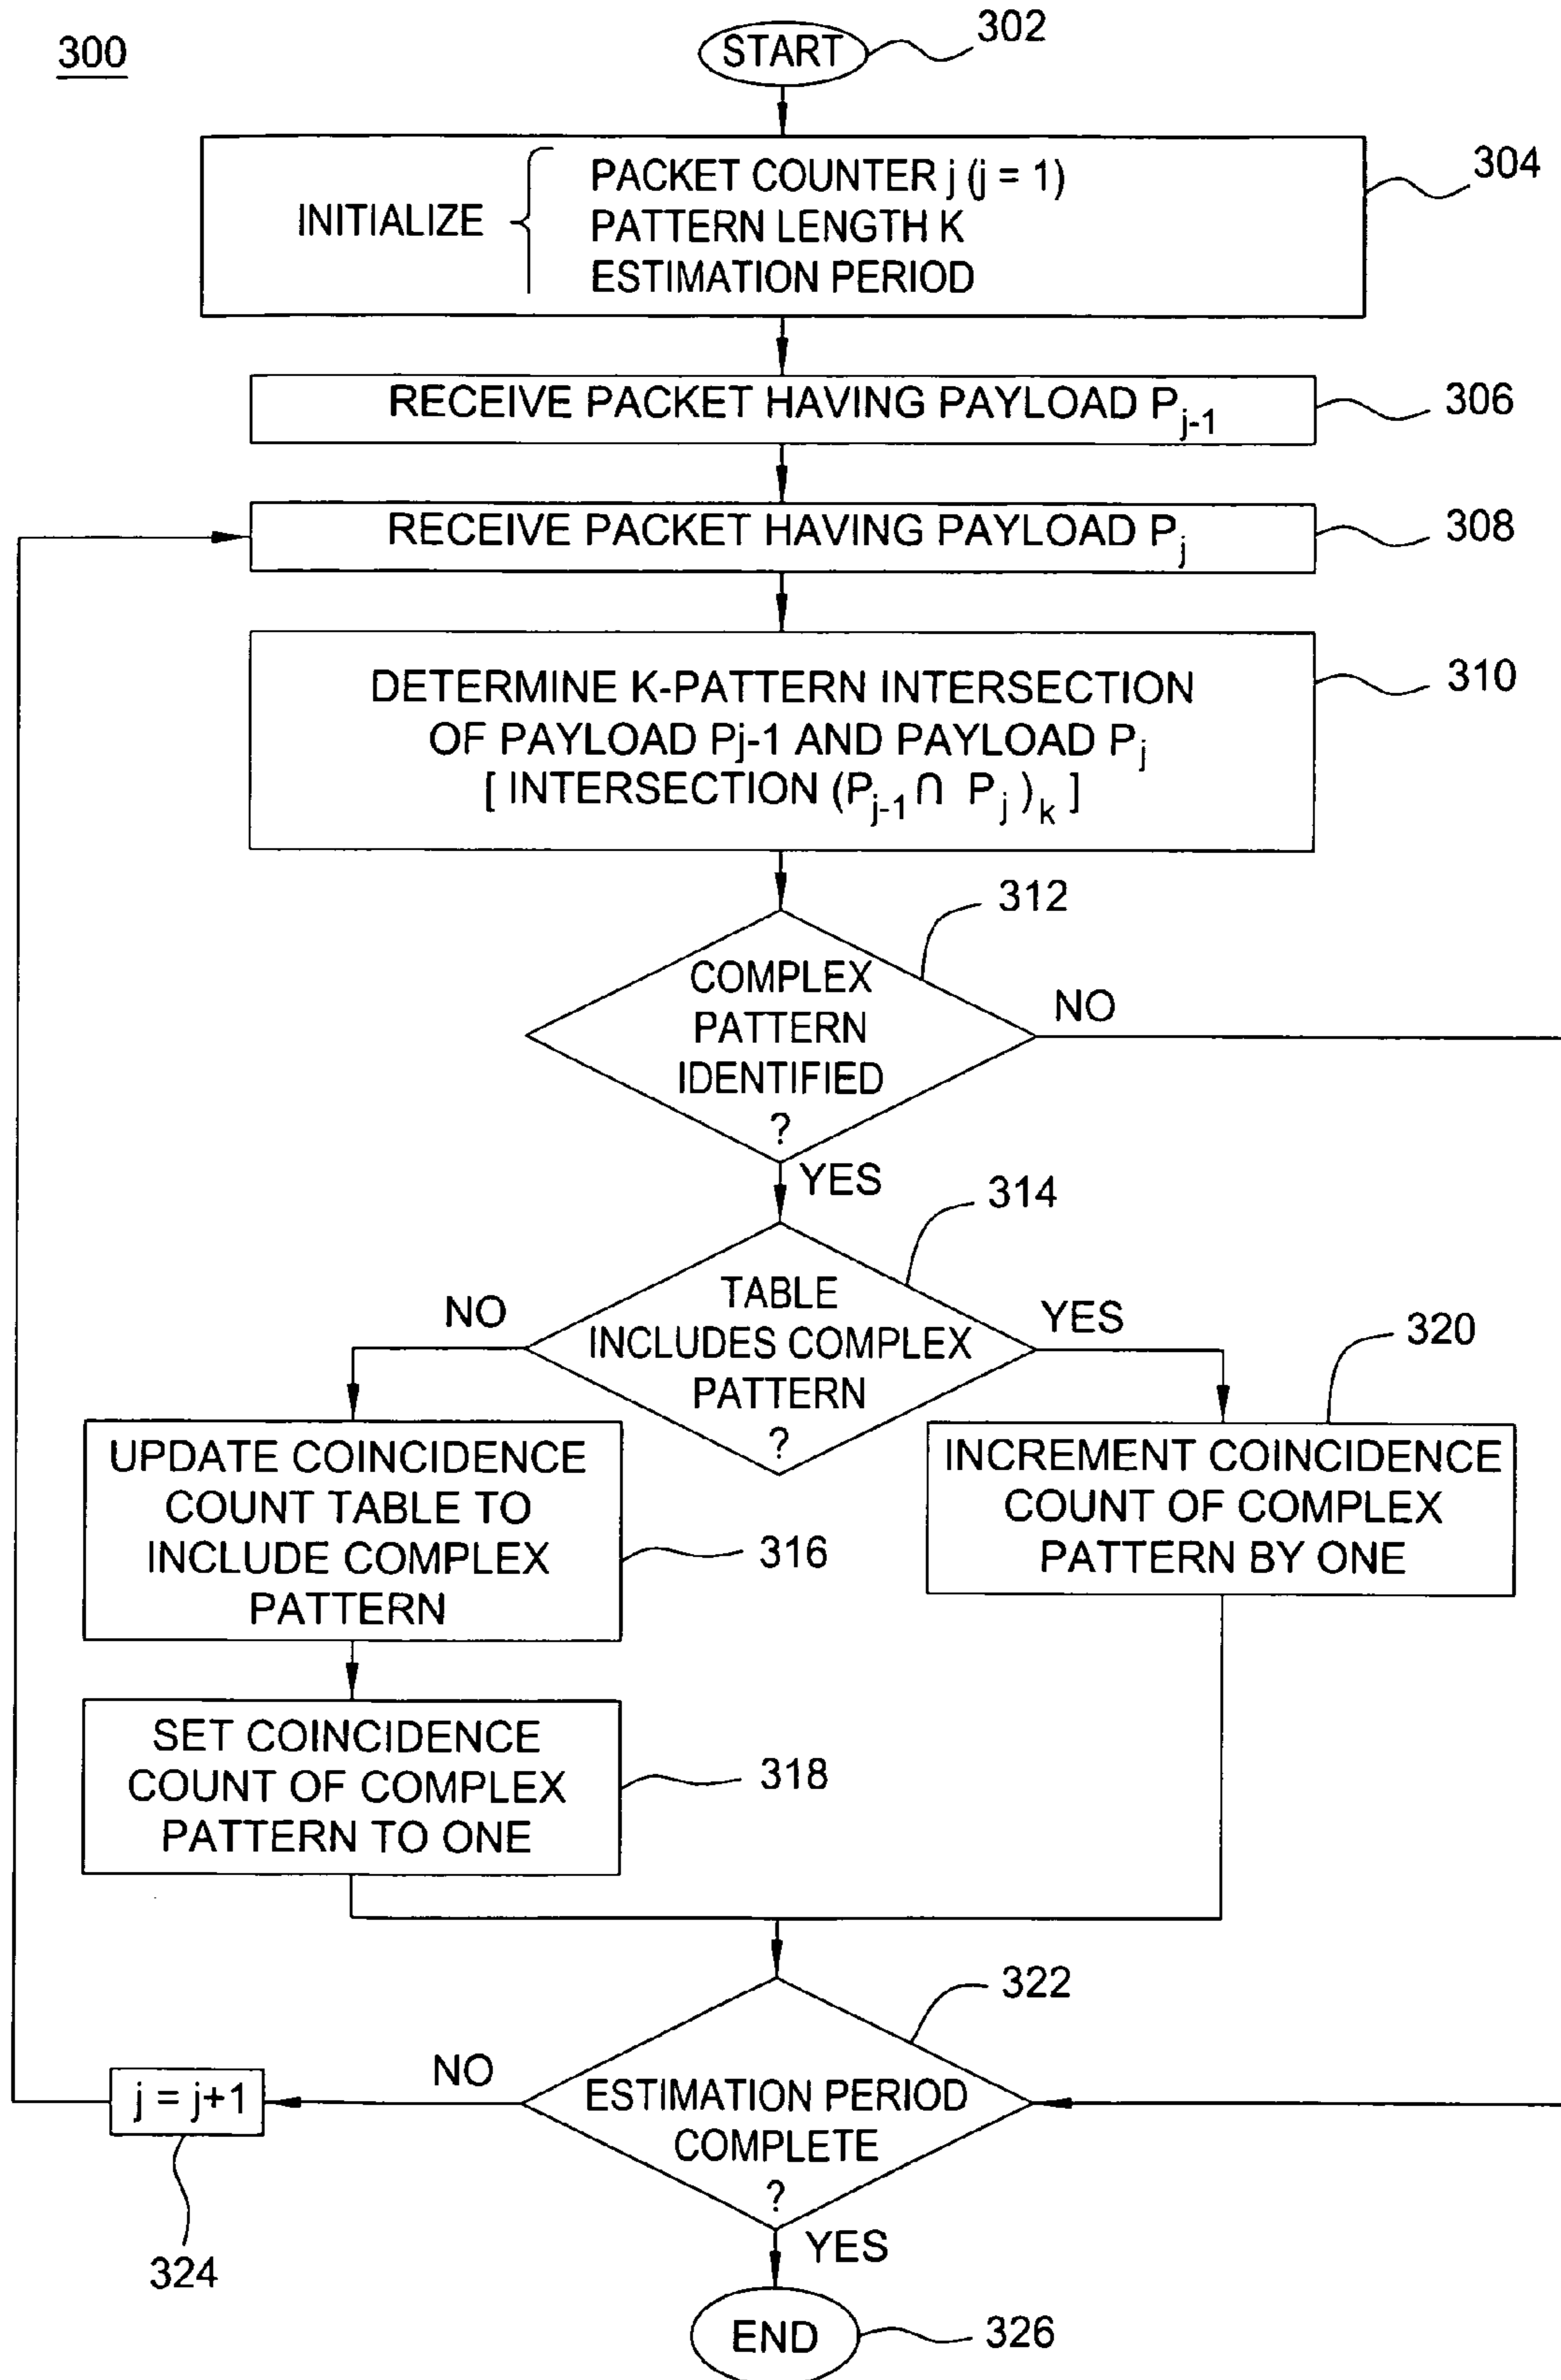 300
START
302
INITIALIZE
PACKET COUNTER j (j = 1)
PATTERN LENGTH K
ESTIMATION PERIOD
304
RECEIVE PACKET HAVING PAYLOAD Pj-1
306
RECEIVE PACKET HAVING PAYLOAD Pj
308
DETERMINE K-PATTERN INTERSECTION
OF PAYLOAD Pj-1 AND PAYLOAD Pj
[ INTERSECTION (Pj-1 ∩ Pj )k ]
310
312
COMPLEX
PATTERN
IDENTIFIED
?
NO
YES
314
TABLE
INCLUDES COMPLEX
PATTERN
?
NO
YES
320
UPDATE COINCIDENCE
COUNT TABLE TO
INCLUDE COMPLEX
PATTERN
316
INCREMENT COINCIDENCE
COUNT OF COMPLEX
PATTERN BY ONE
SET COINCIDENCE
COUNT OF COMPLEX
PATTERN TO ONE
318
322
ESTIMATION PERIOD
COMPLETE
?
NO
j = j+1
324
YES
END
326